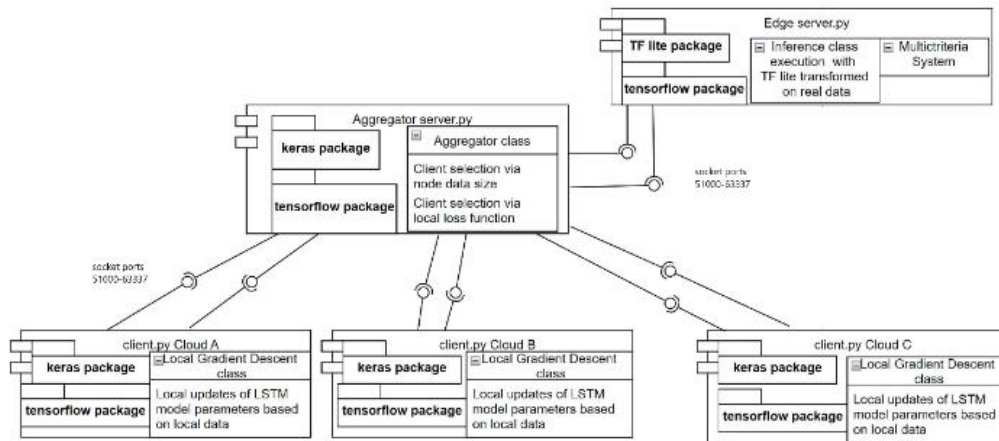 Edge server.py
TF lite package
tensorflow package
Inference class
execution with
TF lite transformed
on real data
Multictriteria
System
Aggregator server.py
keras package
tensorflow package
Aggregator class
Client selection via
node data size
Client selection via
local loss function
socket ports
51000-63337
socket ports
51000-63337
client.py Cloud A
keras package
tensorflow package
Local Gradient Descent
class
Local updates of LSTM
model parameters based
on local data
client.py Cloud B
keras package
tensorflow package
Local Gradient Descent
class
Local updates of LSTM
model parameters based
on local data
client.py Cloud C
keras package
tensorflow package
Local Gradient Descent
class
Local updates of LSTM
model parameters based
on local data